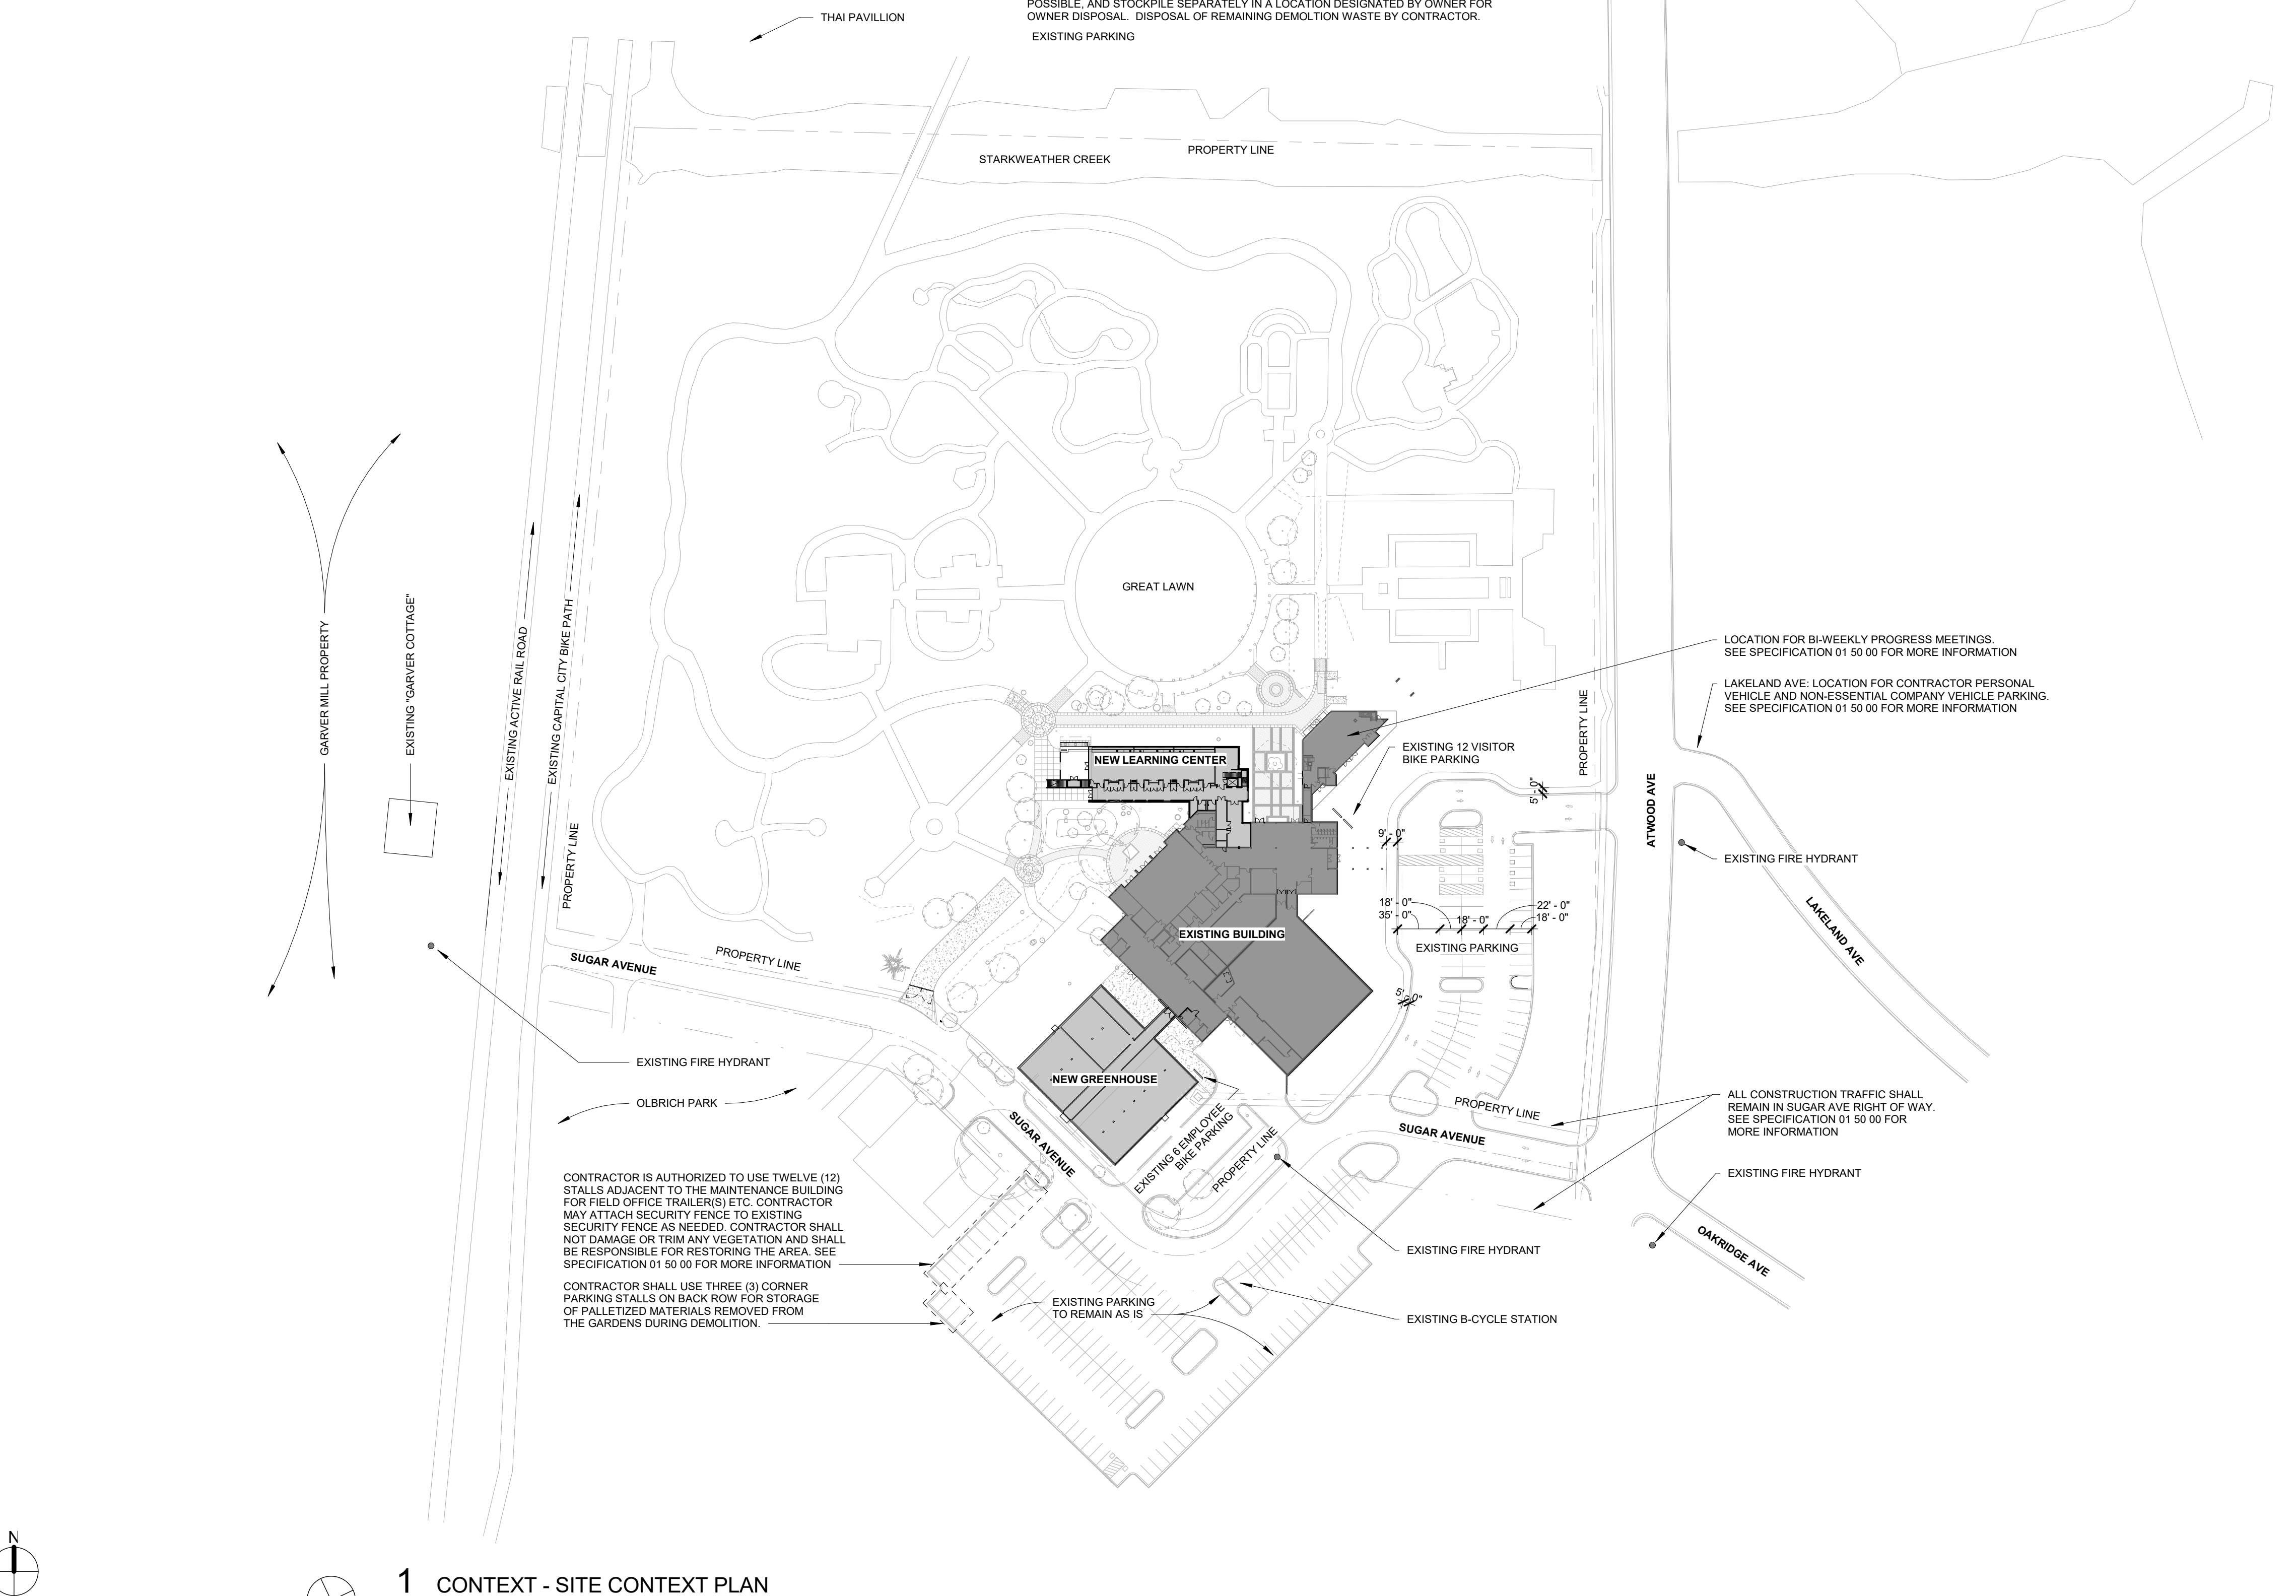 POSSIBLE, AND STOCKPILE SEPARATELY IN A LOCATION DESIGNATED BY OWNER FOR
OWNER DISPOSAL. DISPOSAL OF REMAINING DEMOLTION WASTE BY CONTRACTOR.
THAI PAVILLION
EXISTING PARKING
PROPERTY LINE
STARKWEATHER CREEK
GREAT LAWN
GARVER MILL PROPERTY
EXISTING "GARVER COTTAGE"
EXISTING ACTIVE RAIL ROAD
EXISTING CAPITAL CITY BIKE PATH
PROPERTY LINE
LOCATION FOR BI-WEEKLY PROGRESS MEETINGS.
SEE SPECIFICATION 01 50 00 FOR MORE INFORMATION
LAKELAND AVE: LOCATION FOR CONTRACTOR PERSONAL
VEHICLE AND NON-ESSENTIAL COMPANY VEHICLE PARKING.
SEE SPECIFICATION 01 50 00 FOR MORE INFORMATION
PROPERTY LINE
EXISTING 12 VISITOR
BIKE PARKING
NEW LEARNING CENTER
5' - 0"
ATWOOD AVE
9' - 0"
EXISTING FIRE HYDRANT
LAKELAND AVE
18' - 0"
35' - 0"
18' - 0"
22' - 0"
18' - 0"
EXISTING PARKING
EXISTING BUILDING
PROPERTY LINE
SUGAR AVENUE
5' - 0"
EXISTING FIRE HYDRANT
NEW GREENHOUSE
OLBRICH PARK
SUGAR AVENUE
EXISTING 6 EMPLOYEE
BIKE PARKING
PROPERTY LINE
PROPERTY LINE
SUGAR AVENUE
ALL CONSTRUCTION TRAFFIC SHALL
REMAIN IN SUGAR AVE RIGHT OF WAY.
SEE SPECIFICATION 01 50 00 FOR
MORE INFORMATION
EXISTING FIRE HYDRANT
OAKRIDGE AVE
CONTRACTOR IS AUTHORIZED TO USE TWELVE (12)
STALLS ADJACENT TO THE MAINTENANCE BUILDING
FOR FIELD OFFICE TRAILER(S) ETC. CONTRACTOR
MAY ATTACH SECURITY FENCE TO EXISTING
SECURITY FENCE AS NEEDED. CONTRACTOR SHALL
NOT DAMAGE OR TRIM ANY VEGETATION AND SHALL
BE RESPONSIBLE FOR RESTORING THE AREA. SEE
SPECIFICATION 01 50 00 FOR MORE INFORMATION
EXISTING FIRE HYDRANT
CONTRACTOR SHALL USE THREE (3) CORNER
PARKING STALLS ON BACK ROW FOR STORAGE
OF PALLETIZED MATERIALS REMOVED FROM
THE GARDENS DURING DEMOLITION.
EXISTING PARKING
TO REMAIN AS IS
EXISTING B-CYCLE STATION
N
1 CONTEXT - SITE CONTEXT PLAN